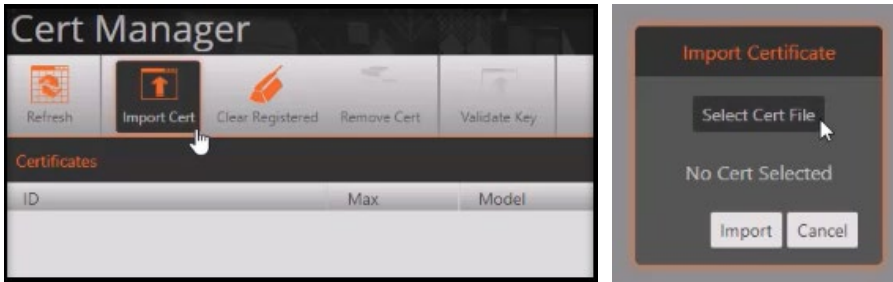 Cert Manager
Refresh
Import Cert
Clear Registered
Remove Cert
Validate Key
Certificates
ID Max Model
Import Certificate
Select Cert File
No Cert Selected
Import Cancel